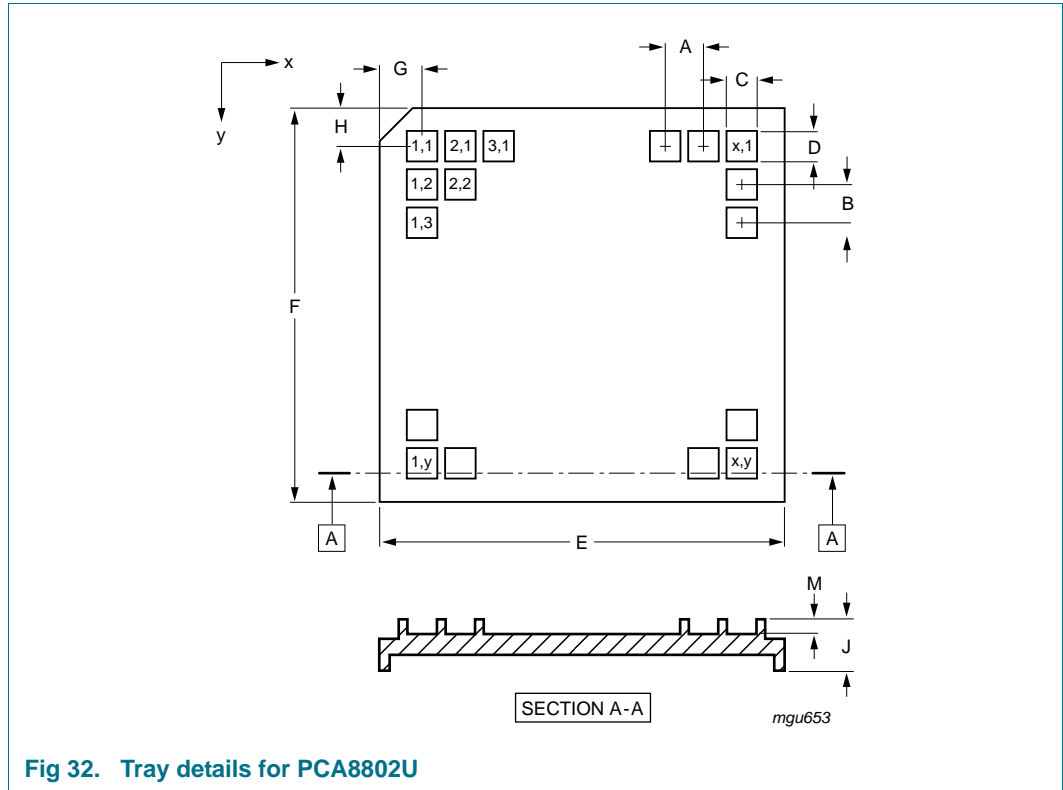 x
y
G
A
C
H
1,1 2,1 3,1
x,1
D
1,2 2,2
B
1,3
F
1,y
x,y
A
A
E
M
J
SECTION A-A
mgu653
Fig 32. Tray details for PCA8802U